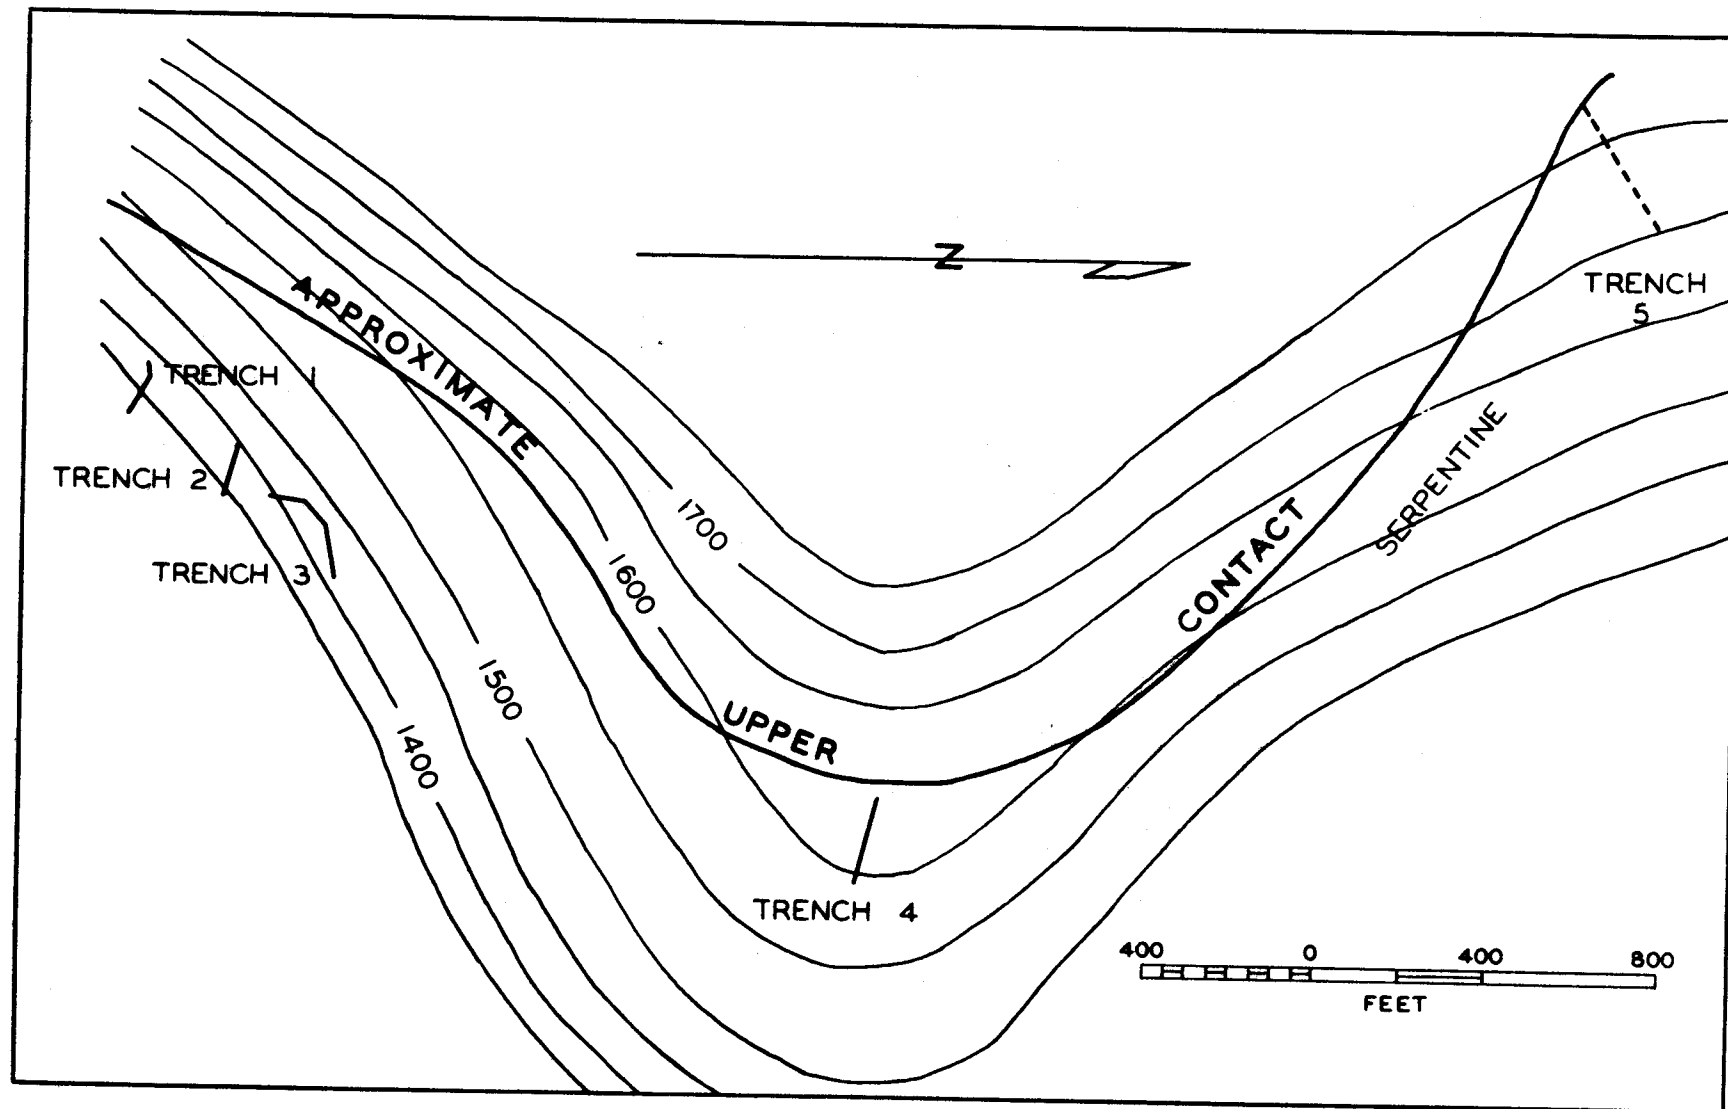 N
APPROXIMATE
TRENCH
5
TRENCH 1
TRENCH 2
TRENCH 3
1700
1600
1500
1400
SERPENTINE
CONTACT
UPPER
TRENCH 4
400 0 400 800
FEET